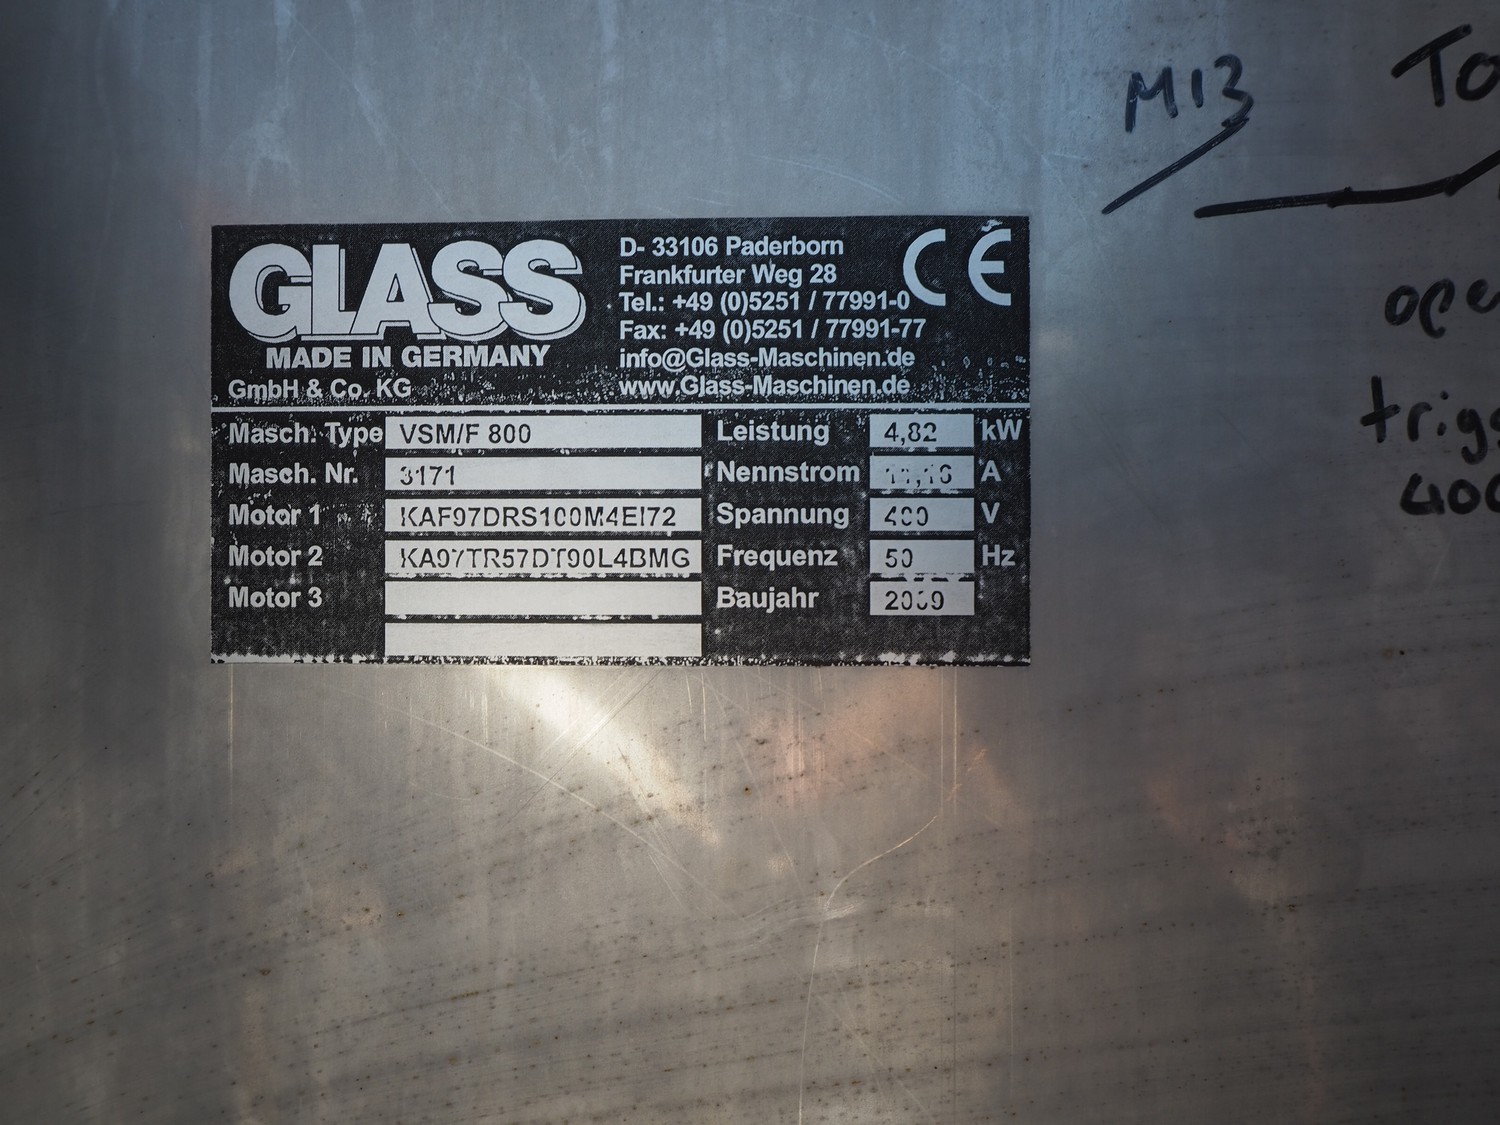 M13
GLASS
MADE IN GERMANY
GmbH & Co. KG
D- 33106 Paderborn
Frankfurter Weg 28
Tel.: +49 (0)5251 / 77991-0
Fax: +49 (0)5251 / 77991-77
info@Glass-Maschinen.de
www.Glass-Maschinen.de
CE
Masch. Type VSM/F 800 Leistung 4,82 kW
Masch. Nr. 3171 Nennstrom A
Motor 1 KAF97DRS100M4EI72 Spannung 400 V
Motor 2 KA97TR57DT90L4BMG Frequenz 50 Hz
Motor 3 Baujahr 2009